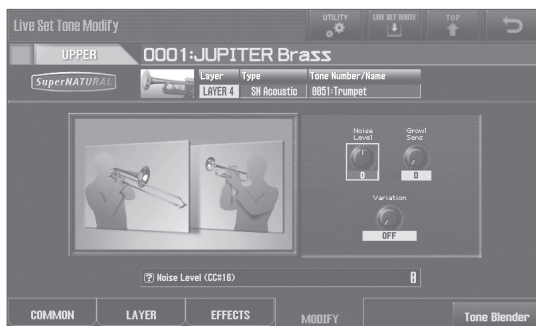 Live Set Tone Modify
UTILITY
LIVE SET WRITE
TOP
UPPER
0001:JUPITER Brass
SuperNATURAL
Layer Type Tone Number/Name
LAYER 4 SN Acoustic 0051:Trumpet
Noise Level
Growl Sens
0
0
Variation
OFF
? Noise Level (CC#16) 0
COMMON
LAYER
EFFECTS
MODIFY
Tone Blender